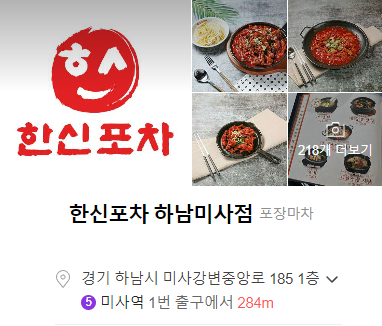 한신
한신포차
218개 더보기
한신포차 하남미사점 포장마차
경기 하남시 미사강변중앙로 185 1층
5 미사역 1번 출구에서 284m